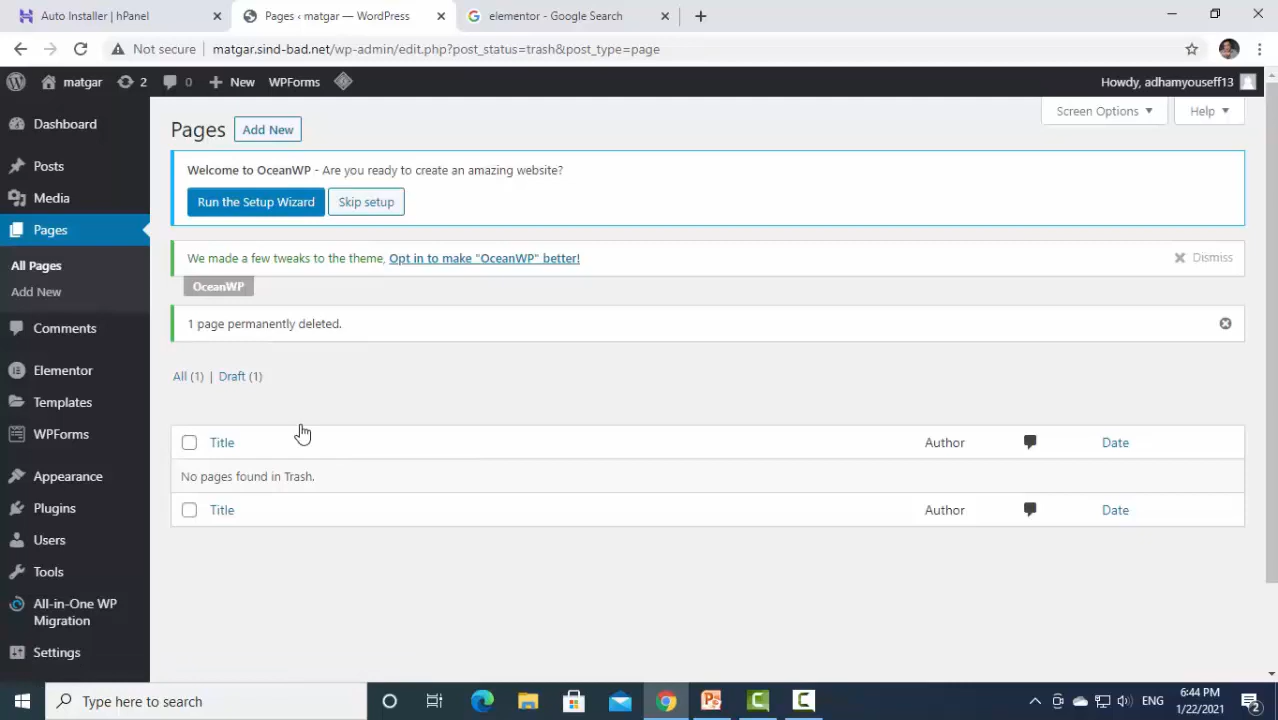 Auto Installer | hPanel
Pages ‹ matgar — WordPress
elementor - Google Search
Not secure
matgar.sind-bad.net/wp-admin/edit.php?post_status=trash&post_type=page
matgar
2
0
New
WPForms
Howdy, adhamyouseff13
Dashboard
Posts
Media
Pages
All Pages
Add New
Comments
Elementor
Templates
WPForms
Appearance
Plugins
Users
Tools
All-in-One WP
Migration
Settings
Screen Options
Help
Pages
Add New
Welcome to OceanWP - Are you ready to create an amazing website?
Run the Setup Wizard
Skip setup
We made a few tweaks to the theme, Opt in to make "OceanWP" better!
Dismiss
OceanWP
1 page permanently deleted.
All (1) | Draft (1)
Title Author Date
No pages found in Trash.
Title Author Date
Type here to search
ENG
6:44 PM
1/22/2021
2